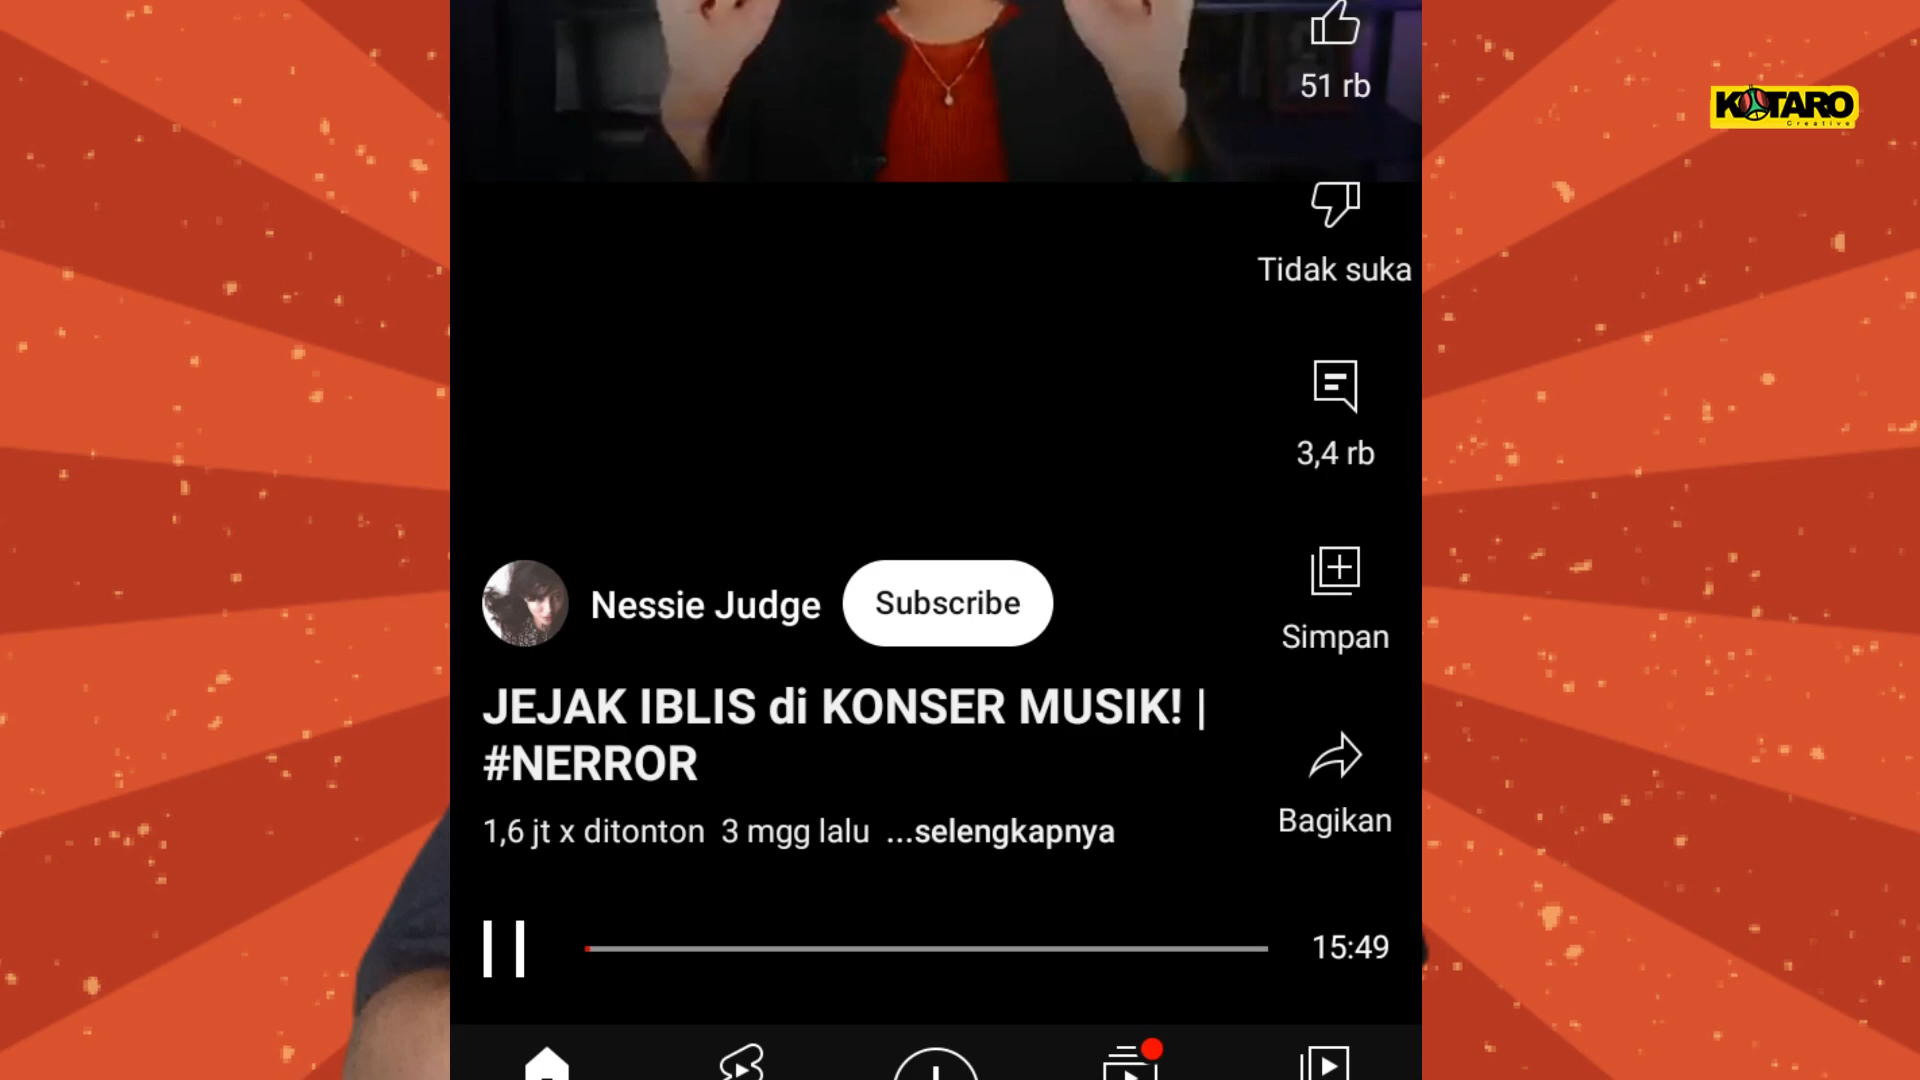 51 rb
KOTARO
Creative
Tidak suka
3,4 rb
Nessie Judge
Subscribe
Simpan
JEJAK IBLIS di KONSER MUSIK! |
#NERROR
1,6 jt x ditonton 3 mgg lalu ...selengkapnya
Bagikan
15:49